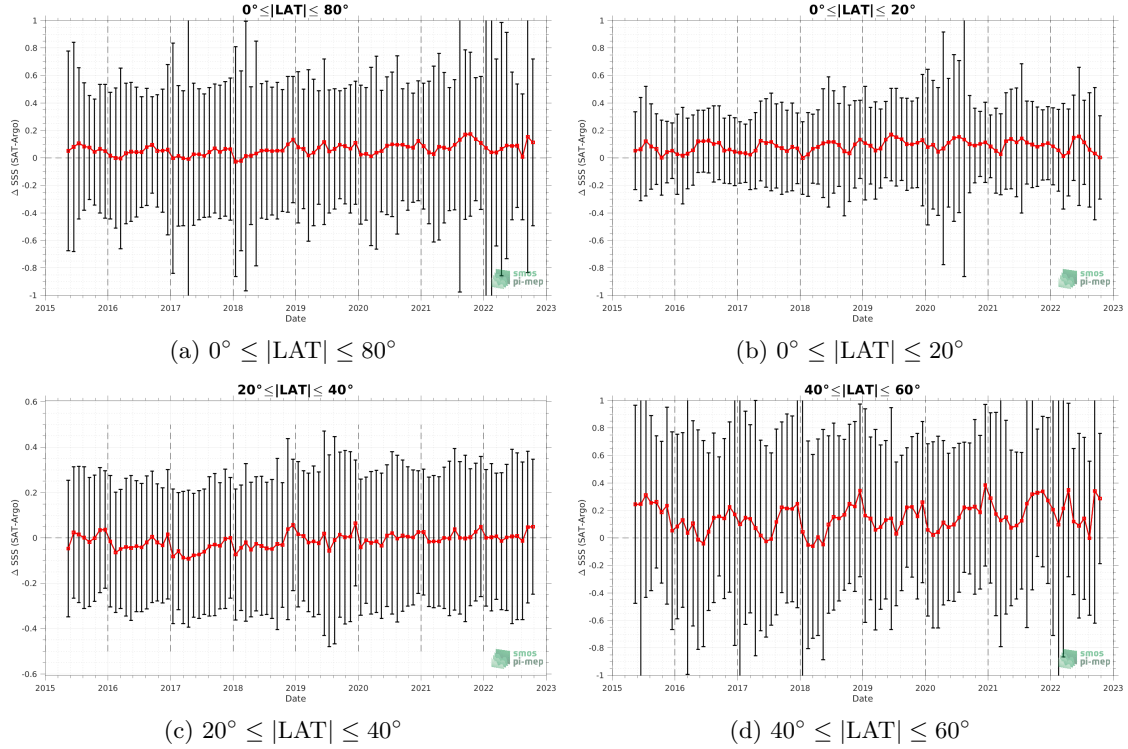 0°≤|LAT|≤ 80°
1
0.8
0.6
0.4
0.2
0
-0.2
-0.4
-0.6
-0.8
-1
Δ SSS (SAT-Argo)
smos
pi-mep
2015 2016 2017 2018 2019 2020 2021 2022 2023
Date
(a) 0° ≤ |LAT| ≤ 80°
0°≤|LAT|≤ 20°
1
0.8
0.6
0.4
0.2
0
-0.2
-0.4
-0.6
-0.8
-1
Δ SSS (SAT-Argo)
smos
pi-mep
2015 2016 2017 2018 2019 2020 2021 2022 2023
Date
(b) 0° ≤ |LAT| ≤ 20°
20°≤|LAT|≤ 40°
0.6
0.4
0.2
0
-0.2
-0.4
-0.6
Δ SSS (SAT-Argo)
smos
pi-mep
2015 2016 2017 2018 2019 2020 2021 2022 2023
Date
(c) 20° ≤ |LAT| ≤ 40°
40°≤|LAT|≤ 60°
1
0.8
0.6
0.4
0.2
0
-0.2
-0.4
-0.6
-0.8
-1
Δ SSS (SAT-Argo)
smos
pi-mep
2015 2016 2017 2018 2019 2020 2021 2022 2023
Date
(d) 40° ≤ |LAT| ≤ 60°